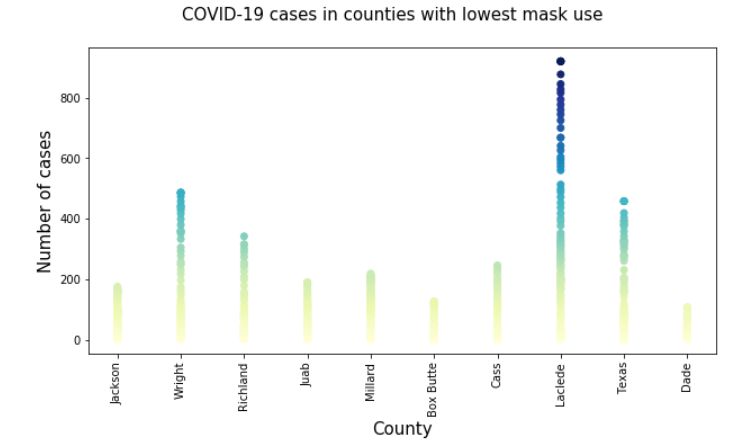 COVID-19 cases in counties with lowest mask use
Number of cases
800
600
400
200
0
Jackson
Wright
Richland
Juab
Millard
Box Butte
Cass
Laclede
Texas
Dade
County